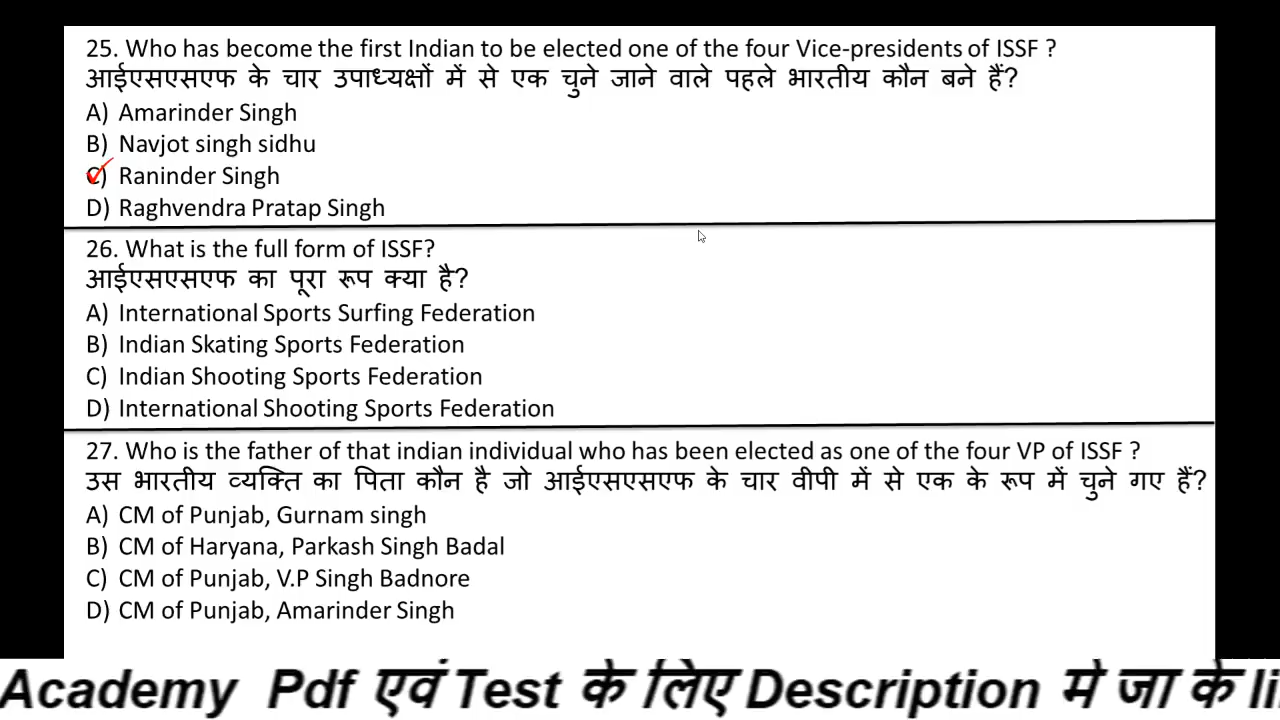 25. Who has become the first Indian to be elected one of the four Vice-presidents of ISSF ?
आईएसएसएफ के चार उपाध्यक्षों में से एक चुने जाने वाले पहले भारतीय कौन बने हैं?
A) Amarinder Singh
B) Navjot singh sidhu
C) Raninder Singh
D) Raghvendra Pratap Singh
26. What is the full form of ISSF?
आईएसएसएफ का पूरा रूप क्या है?
A) International Sports Surfing Federation
B) Indian Skating Sports Federation
C) Indian Shooting Sports Federation
D) International Shooting Sports Federation
27. Who is the father of that indian individual who has been elected as one of the four VP of ISSF ?
उस भारतीय व्यक्ति का पिता कौन है जो आईएसएसएफ के चार वीपी में से एक के रूप में चुने गए हैं?
A) CM of Punjab, Gurnam singh
B) CM of Haryana, Parkash Singh Badal
C) CM of Punjab, V.P Singh Badnore
D) CM of Punjab, Amarinder Singh
Academy Pdf एवं Test के लिए Description मे जा के